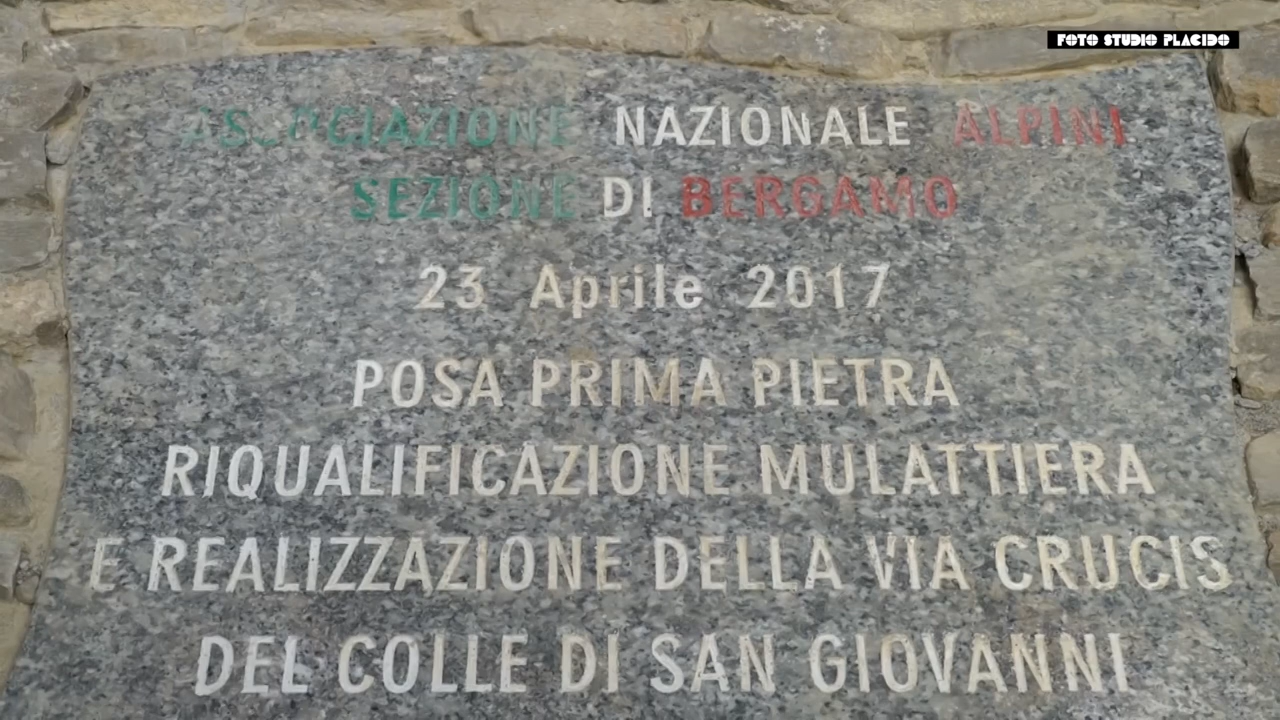 FOTO STUDIO PLACIDO
ASSOCIAZIONE NAZIONALE ALPINI
SEZIONE DI BERGAMO
23 Aprile 2017
POSA PRIMA PIETRA
RIQUALIFICAZIONE MULATTIERA
E REALIZZAZIONE DELLA VIA CRUCIS
DEL COLLE DI SAN GIOVANNI